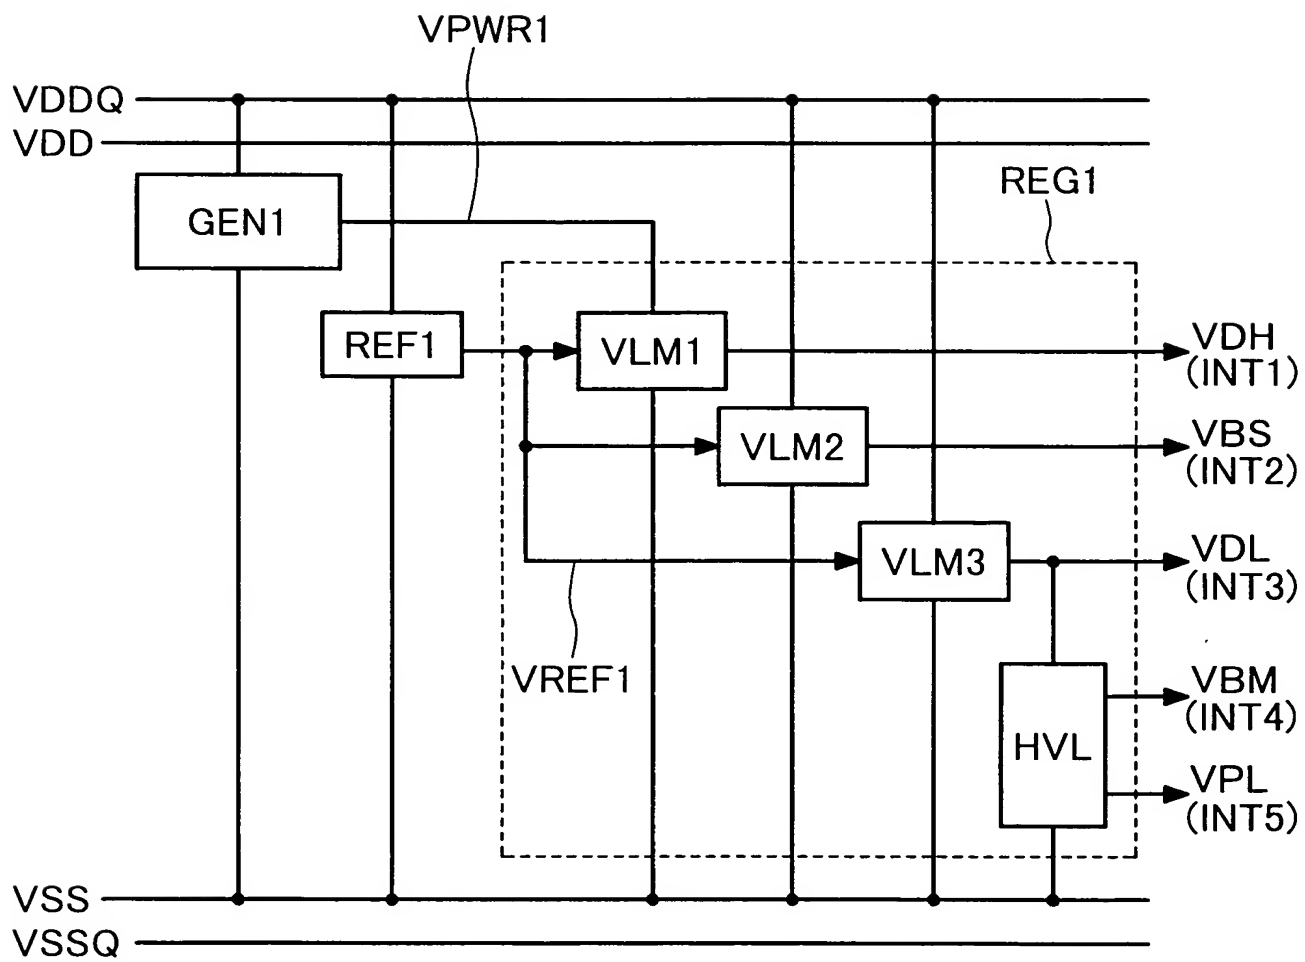 VPWR1
VDDQ
VDD
REG1
GEN1
REF1
VLM1
VDH
(INT1)
VLM2
VBS
(INT2)
VLM3
VDL
(INT3)
VREF1
HVL
VBM
(INT4)
VPL
(INT5)
VSS
VSSQ